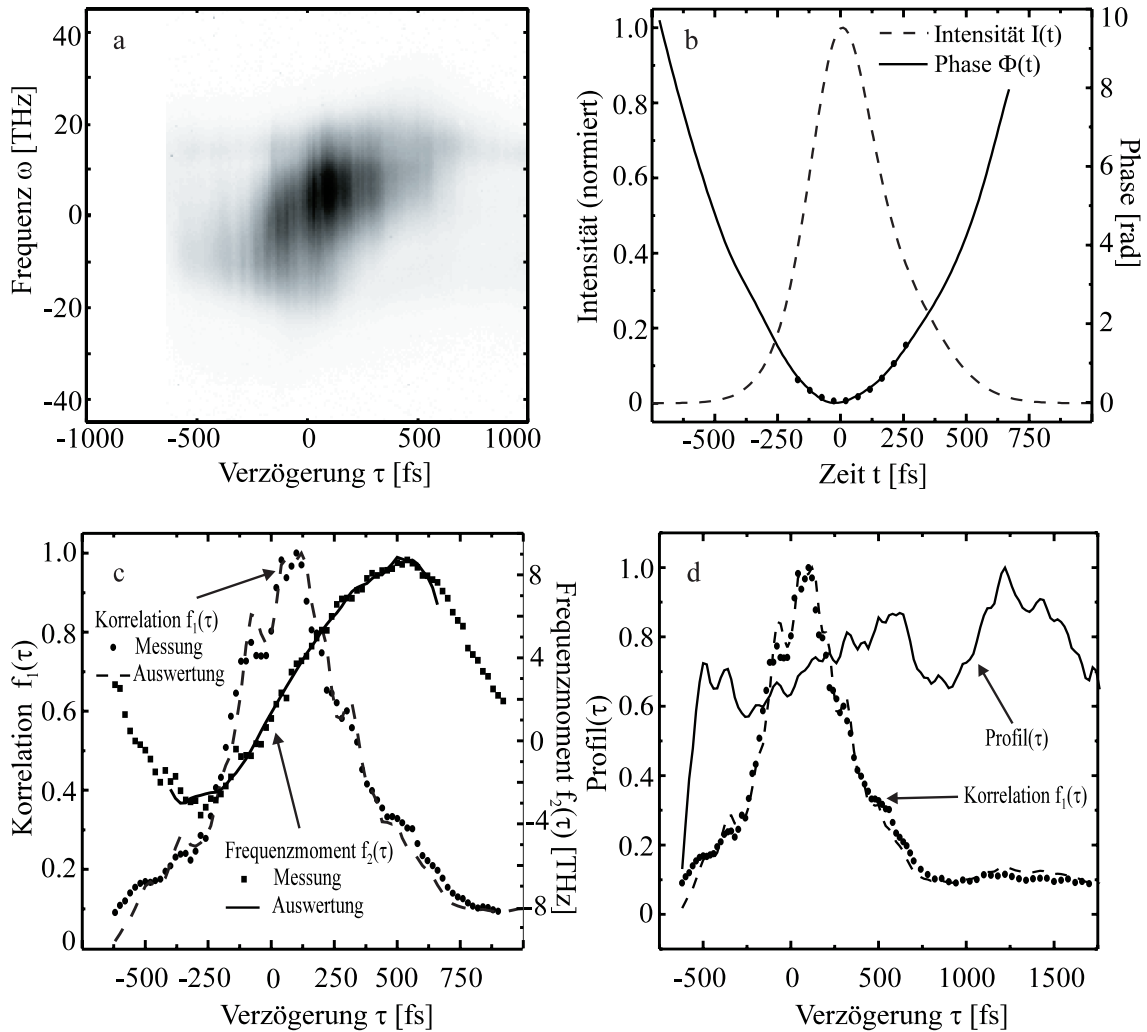 a
40
20
0
-20
-40
Frequenz ω [THz]
-1000
-500
0
500
1000
Verzögerung τ [fs]
b
Intensität I(t)
Phase Φ(t)
1.0
0.8
0.6
0.4
0.2
0
Intensität (normiert)
10
8
6
4
2
0
Phase [rad]
-500
-250
0
250
500
750
Zeit t [fs]
c
Korrelation f₁(τ)
Messung
Auswertung
Frequenzmoment f₂(τ)
Messung
Auswertung
1.0
0.8
0.6
0.4
0.2
0
Korrelation f₁(τ)
8
4
0
-4
-8
Frequenzmoment f₂(τ) [THz]
-500
-250
0
250
500
750
Verzögerung τ [fs]
d
Profil(τ)
Korrelation f₁(τ)
1.0
0.8
0.6
0.4
0.2
0
Profil(τ)
-500
0
500
1000
1500
Verzögerung τ [fs]